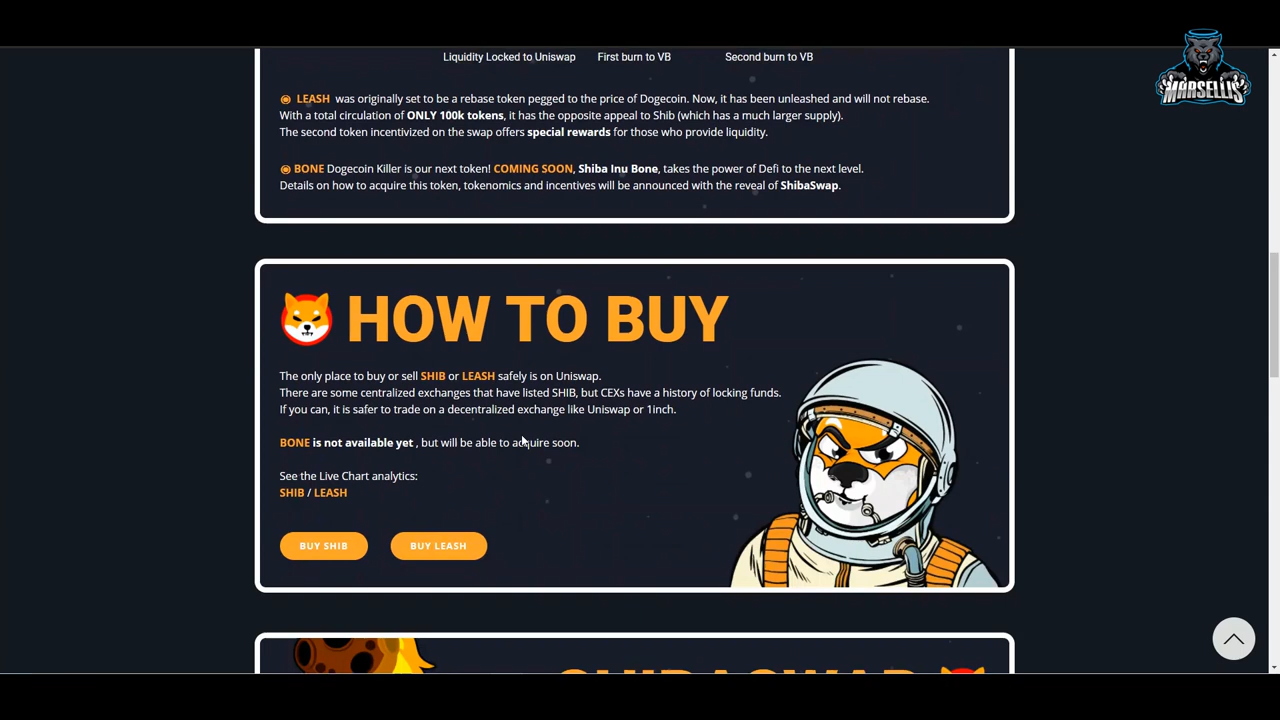 MARSELLIS
Liquidity Locked to Uniswap First burn to VB Second burn to VB
LEASH was originally set to be a rebase token pegged to the price of Dogecoin. Now, it has been unleashed and will not rebase.
With a total circulation of ONLY 100k tokens, it has the opposite appeal to Shib (which has a much larger supply).
The second token incentivized on the swap offers special rewards for those who provide liquidity.
BONE Dogecoin Killer is our next token! COMING SOON, Shiba Inu Bone, takes the power of Defi to the next level.
Details on how to acquire this token, tokenomics and incentives will be announced with the reveal of ShibaSwap.
HOW TO BUY
The only place to buy or sell SHIB or LEASH safely is on Uniswap.
There are some centralized exchanges that have listed SHIB, but CEXs have a history of locking funds.
If you can, it is safer to trade on a decentralized exchange like Uniswap or 1inch.
BONE is not available yet , but will be able to acquire soon.
See the Live Chart analytics:
SHIB / LEASH
BUY SHIB BUY LEASH
SHIBASWAP